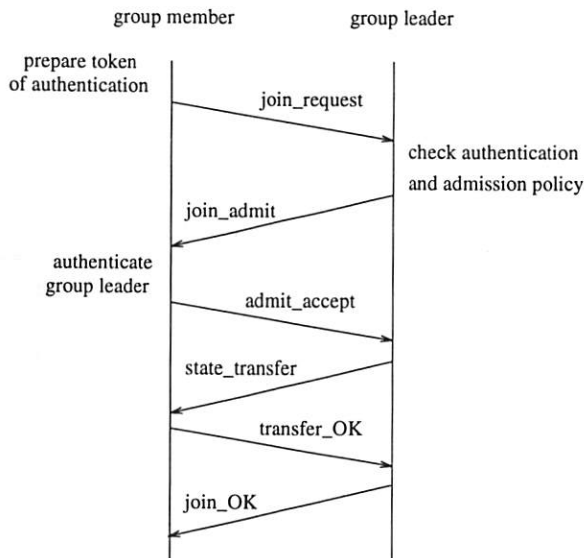 group member
group leader
prepare token
of authentication
join_request
check authentication
and admission policy
join_admit
authenticate
group leader
admit_accept
state_transfer
transfer_OK
join_OK